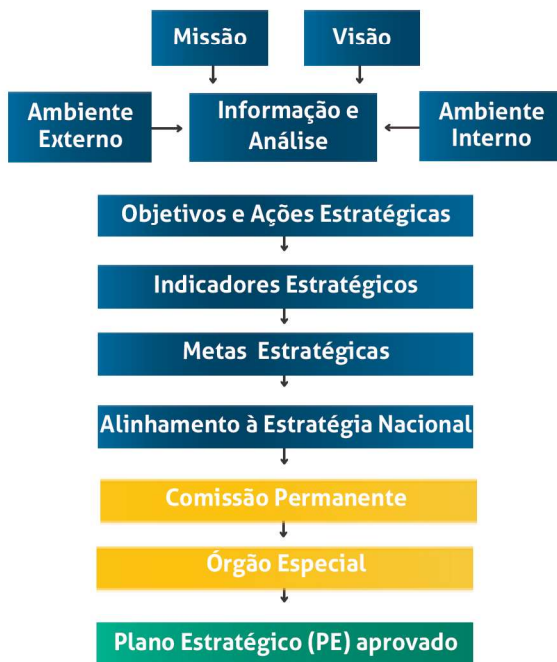 Missão
Visão
Ambiente
Externo
Informação e
Análise
Ambiente
Interno
Objetivos e Ações Estratégicas
Indicadores Estratégicos
Metas Estratégicas
Alinhamento à Estratégia Nacional
Comissão Permanente
Órgão Especial
Plano Estratégico (PE) aprovado